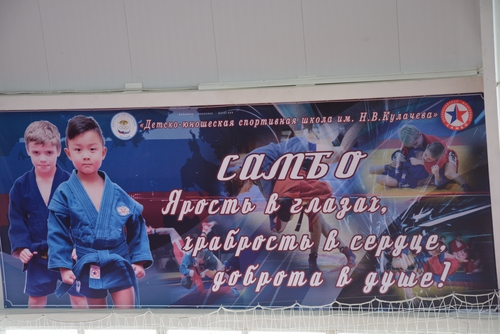 «Детско-юношеская спортивная школа им. Н.В.Кулачева»
САМБО
Ярость в глазах,
храбрость в сердце,
доброта в душе!